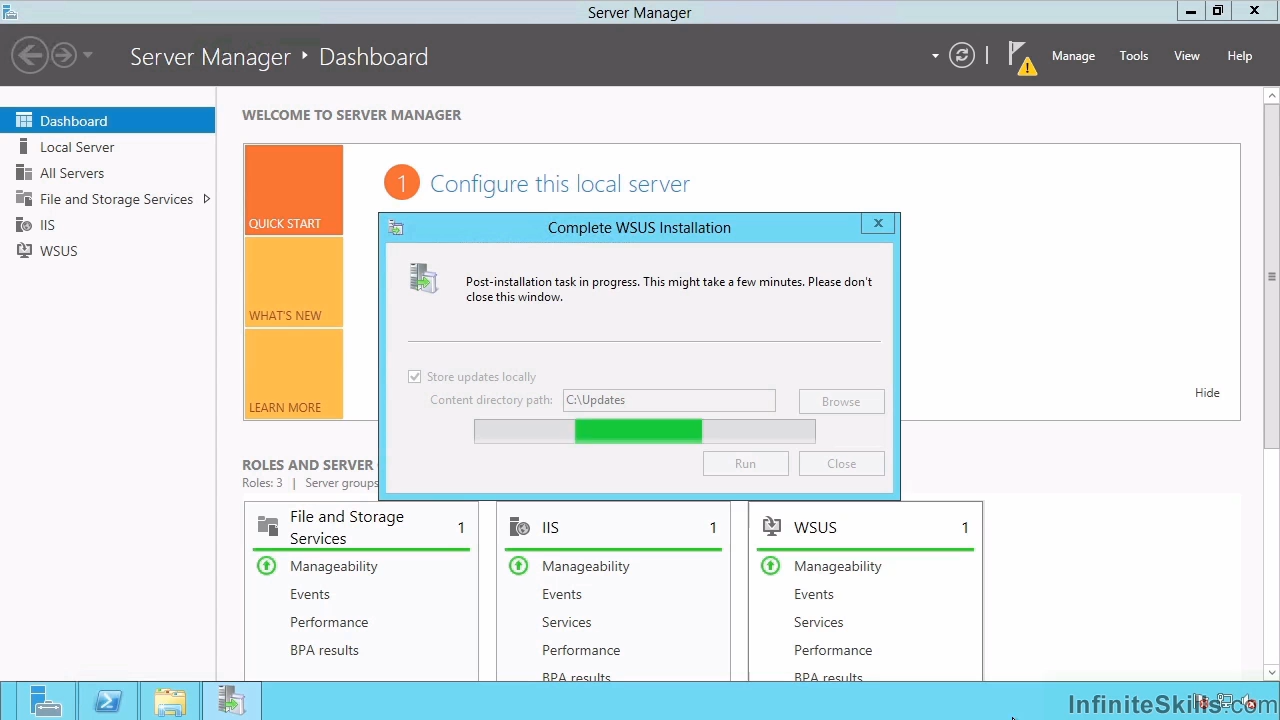 Server Manager
Server Manager ‣ Dashboard
Manage Tools View Help
Dashboard
Local Server
All Servers
File and Storage Services
IIS
WSUS
WELCOME TO SERVER MANAGER
QUICK START
WHAT'S NEW
LEARN MORE
1 Configure this local server
Hide
Complete WSUS Installation
X
Post-installation task in progress. This might take a few minutes. Please don't
close this window.
Store updates locally
Content directory path: C:\Updates Browse
Run Close
ROLES AND SERVER
Roles: 3 | Server groups
File and Storage
Services 1
Manageability
Events
Performance
BPA results
IIS 1
Manageability
Events
Services
Performance
BPA results
WSUS 1
Manageability
Events
Services
Performance
BPA results
InfiniteSkills.com